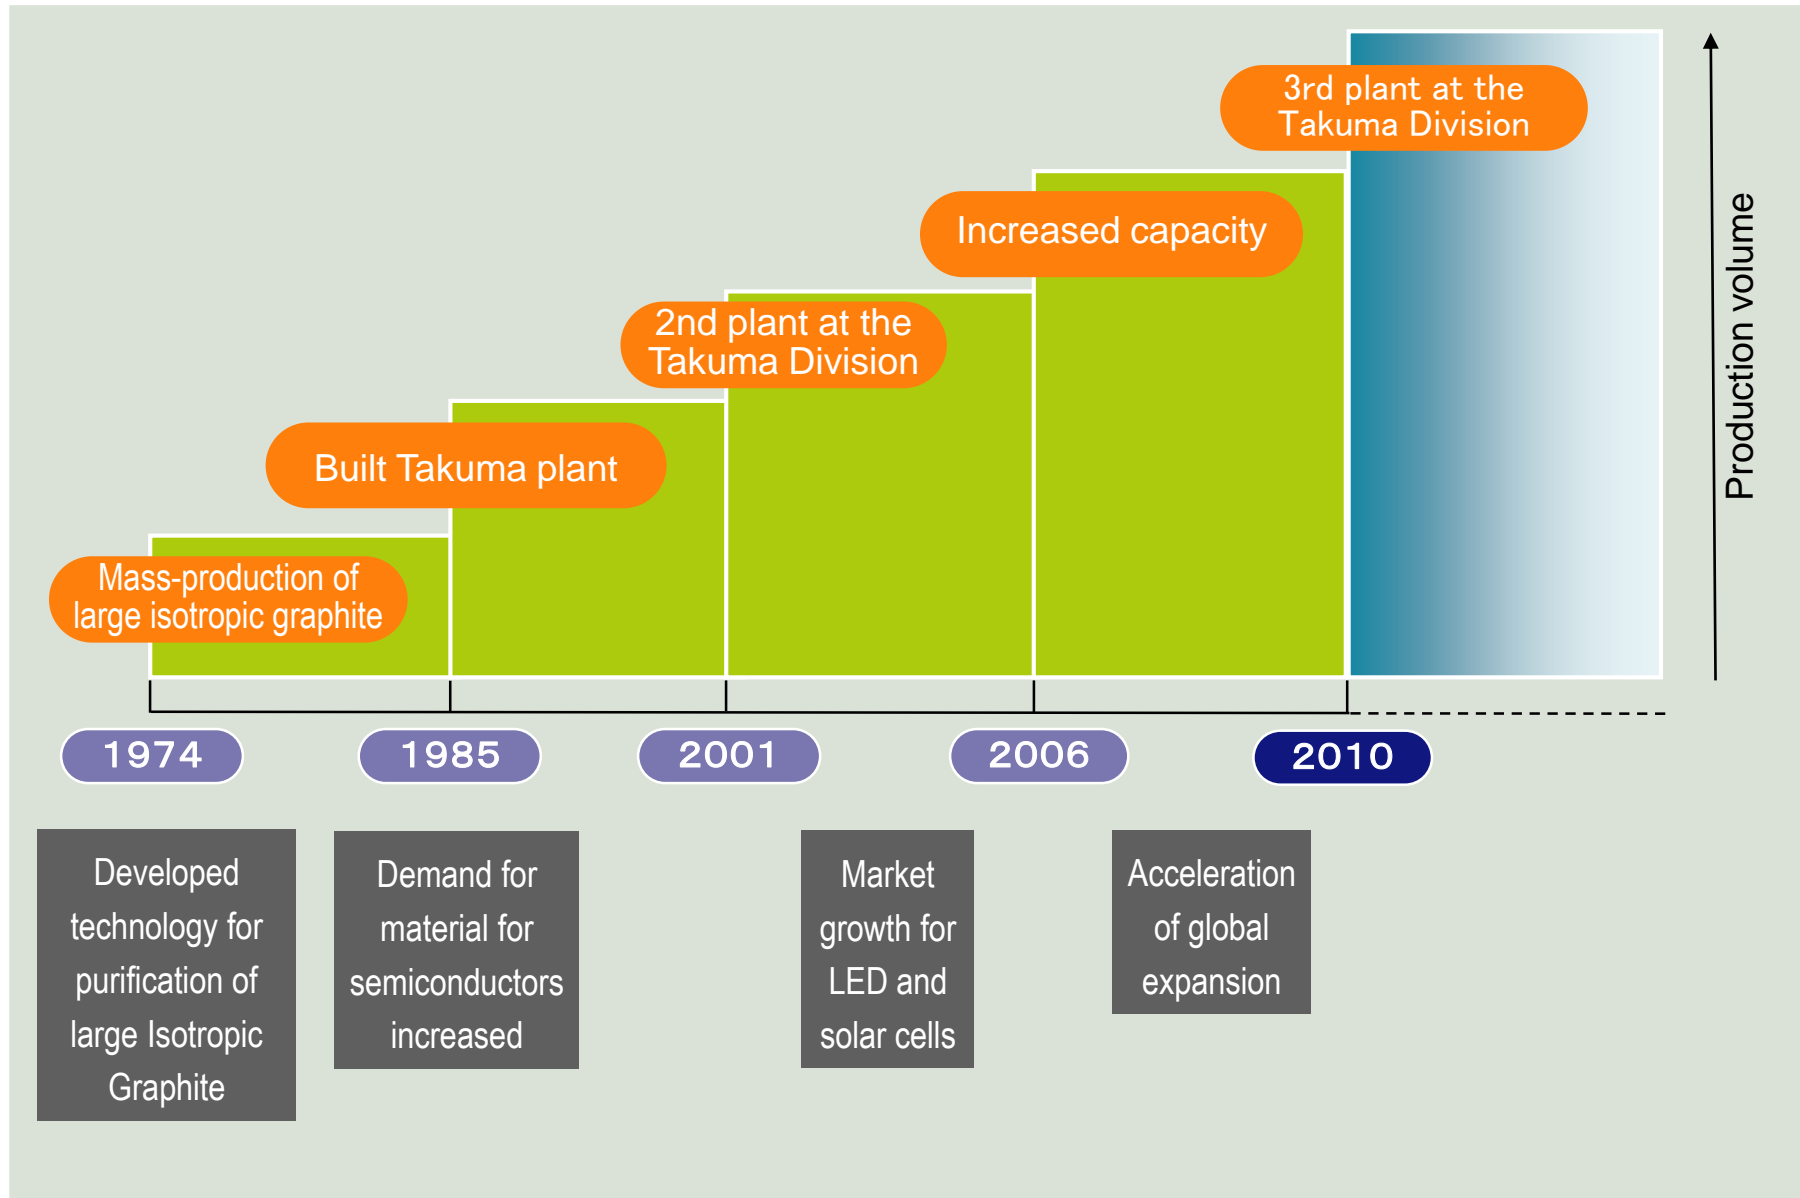 3rd plant at the
Takuma Division
Increased capacity
2nd plant at the
Takuma Division
Built Takuma plant
Mass-production of
large isotropic graphite
Production volume
1974
1985
2001
2006
2010
Developed
technology for
purification of
large Isotropic
Graphite
Demand for
material for
semiconductors
increased
Market
growth for
LED and
solar cells
Acceleration
of global
expansion